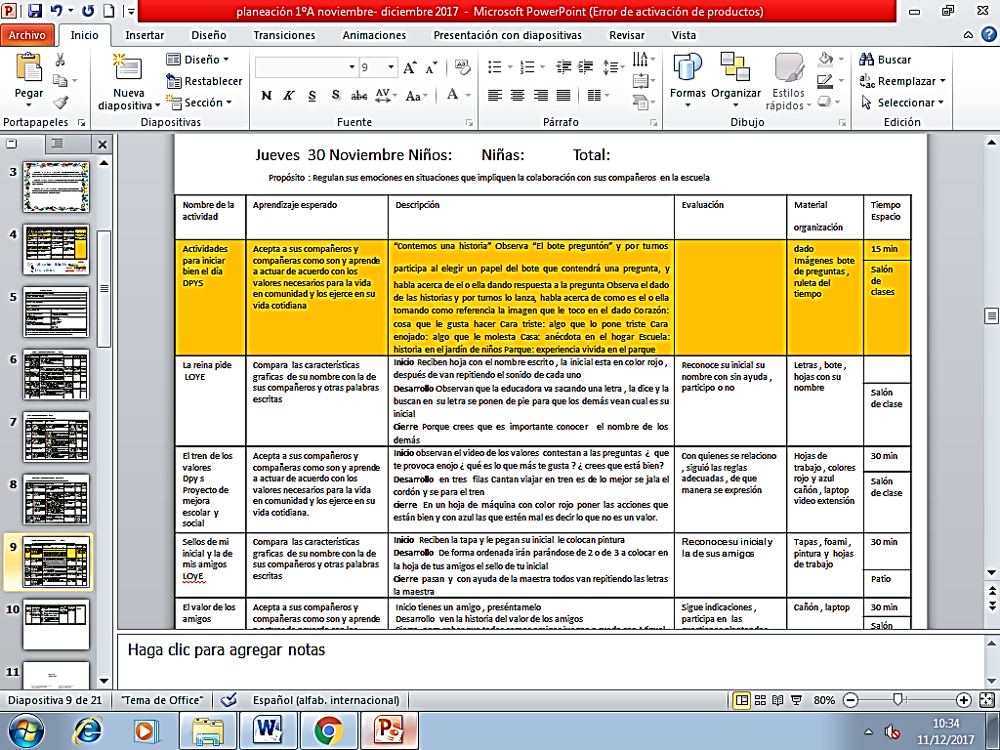 planeación 1ºA noviembre- diciembre 2017 - Microsoft PowerPoint (Error de activación de productos)
Archivo Inicio Insertar Diseño Transiciones Animaciones Presentación con diapositivas Revisar Vista
Pegar
Nueva diapositiva
Diseño
Restablecer
Sección
9
N K S S abc AV Aa A
Formas Organizar Estilos rápidos
Buscar
Reemplazar
Seleccionar
Portapapeles Diapositivas Fuente Párrafo Dibujo Edición
3
4
5
6
7
8
9
10
11
Jueves 30 Noviembre Niños: Niñas: Total:
Propósito : Regulan sus emociones en situaciones que impliquen la colaboración con sus compañeros en la escuela
Nombre de la
actividad
Aprendizaje esperado
Descripción
Evaluación
Material
organización
Tiempo
Espacio
Actividades
para iniciar
bien el día
DPYS
Acepta a sus compañeros y
compañeras como son y aprende
a actuar de acuerdo con los
valores necesarios para la vida
en comunidad y los ejerce en su
vida cotidiana
"Contemos una historia" Observa "El bote preguntón" y por turnos
participa al elegir un papel del bote que contendrá una pregunta, y
habla acerca de el o ella dando respuesta a la pregunta Observa el dado
de las historias y por turnos lo lanza, habla acerca de como es el o ella
tomando como referencia la imagen que le toco en el dado Corazón:
cosa que le gusta hacer Cara triste: algo que lo pone triste Cara
enojado: algo que le molesta Casa: anécdota en el hogar Escuela:
historia en el jardín de niños Parque: experiencia vivida en el parque
dado
Imágenes bote
de preguntas ,
ruleta del
tiempo
15 min
Salón
de
clases
La reina pide
LOYE
Compara las características
graficas de su nombre con la de
sus compañeros y otras palabras
escritas
Inicio Reciben hoja con el nombre escrito , la inicial esta en color rojo ,
después de van repitiendo el sonido de cada uno
Desarrollo Observan que la educadora va sacando una letra , la dice y la
buscan en su letra se ponen de pie para que los demás vean cual es su
inicial
Cierre Porque crees que es importante conocer el nombre de los
demás
Reconoce su inicial su
nombre con sin ayuda ,
participo o no
Letras , bote ,
hojas con su
nombre
Salón
de clase
El tren de los
valores
Dpy s
Proyecto de
mejora
escolar y
social
Acepta a sus compañeros y
compañeras como son y aprende
a actuar de acuerdo con los
valores necesarios para la vida
en comunidad y los ejerce en su
vida cotidiana.
Inicio observan el video de los valores contestan a las preguntas ¿ que
te provoca enojo ¿ qué es lo que más te gusta ? ¿ crees que está bien?
Desarrollo en tres filas Cantan viajar en tren es de lo mejor se jala el
cordón y se para el tren
cierre En un hoja de máquina con color rojo poner las acciones que
están bien y con azul las que estén mal es decir lo que no es un valor.
Con quienes se relaciono
, siguió las reglas
adecuadas , de que
manera se expresión
Hojas de
trabajo , colores
rojo y azul
cañón , laptop
video extensión
30 min
Salón
de clase
Sellos de mi
inicial y la de
mis amigos
LOyE
Compara las características
graficas de su nombre con la de
sus compañeros y otras palabras
escritas
Inicio Reciben la tapa y le pegan su inicial le colocan pintura
Desarrollo De forma ordenada irán parándose de 2 o de 3 a colocar en
la hoja de tus amigos el sello de tu inicial
Cierre pasan y con ayuda de la maestra todos van repitiendo las letras
la maestra
Reconoce su inicial y
la de sus amigos
Tapas , foami ,
pintura y hojas
de trabajo
30 min
Patio
El valor de los
amigos
Acepta a sus compañeros y
compañeras como son y aprende
Inicio tienes un amigo , preséntamelo
Desarrollo ven la historia del valor de los amigos
Sigue indicaciones ,
participa en las
Cañón , laptop
30 min
Salón
Haga clic para agregar notas
Diapositiva 9 de 21 "Tema de Office" Español (alfab. internacional) 80%
10:34
11/12/2017